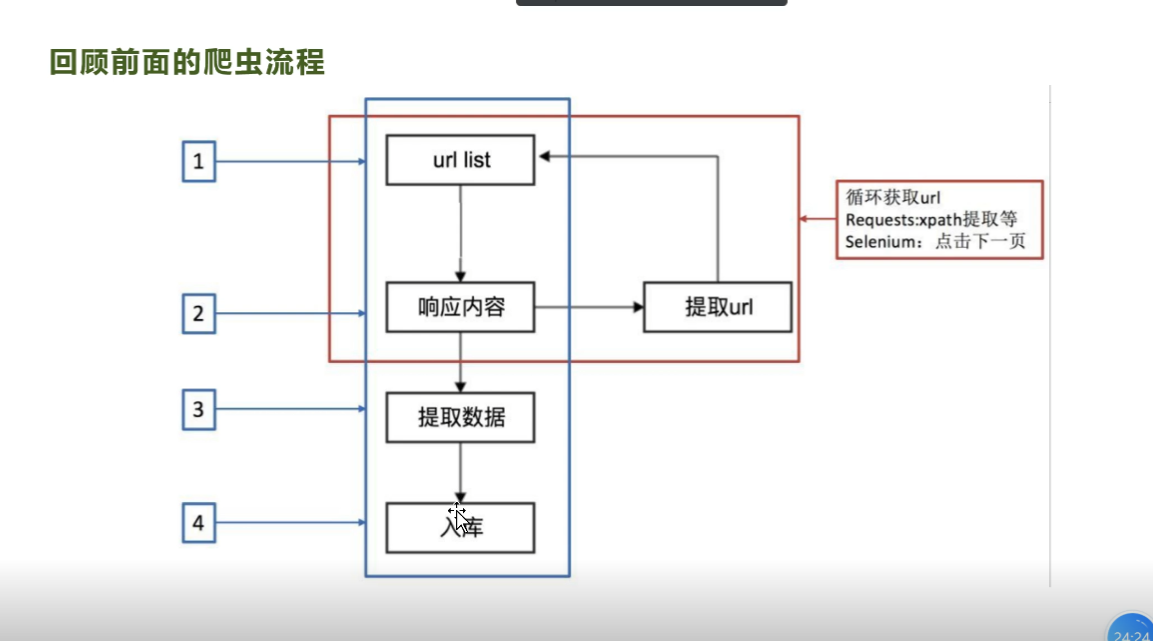 回顾前面的爬虫流程
1
url list
循环获取url
Requests:xpath提取等
Selenium：点击下一页
2
响应内容
提取url
3
提取数据
4
入库
24:24